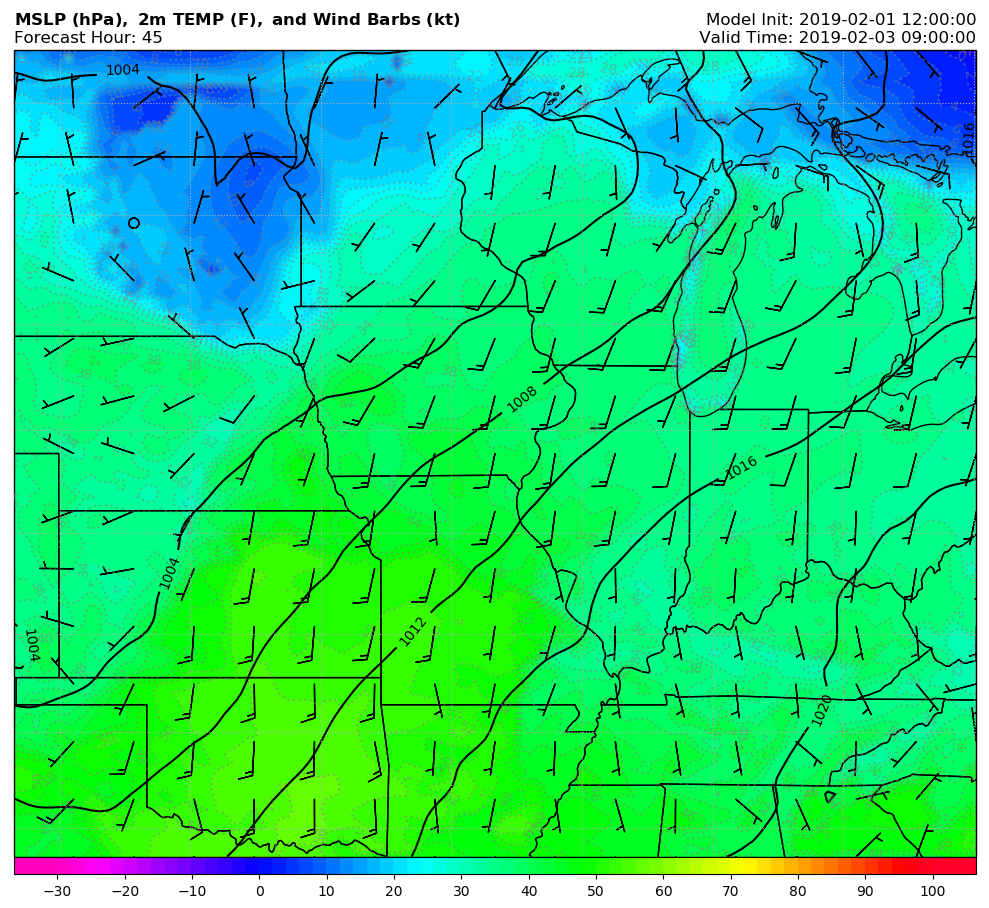 MSLP (hPa), 2m TEMP (F), and Wind Barbs (kt)
Model Init: 2019-02-01 12:00:00
Forecast Hour: 45
Valid Time: 2019-02-03 09:00:00
1004
1016
1008
1016
1004
1012
1004
1020
−30 −20 −10 0 10 20 30 40 50 60 70 80 90 100